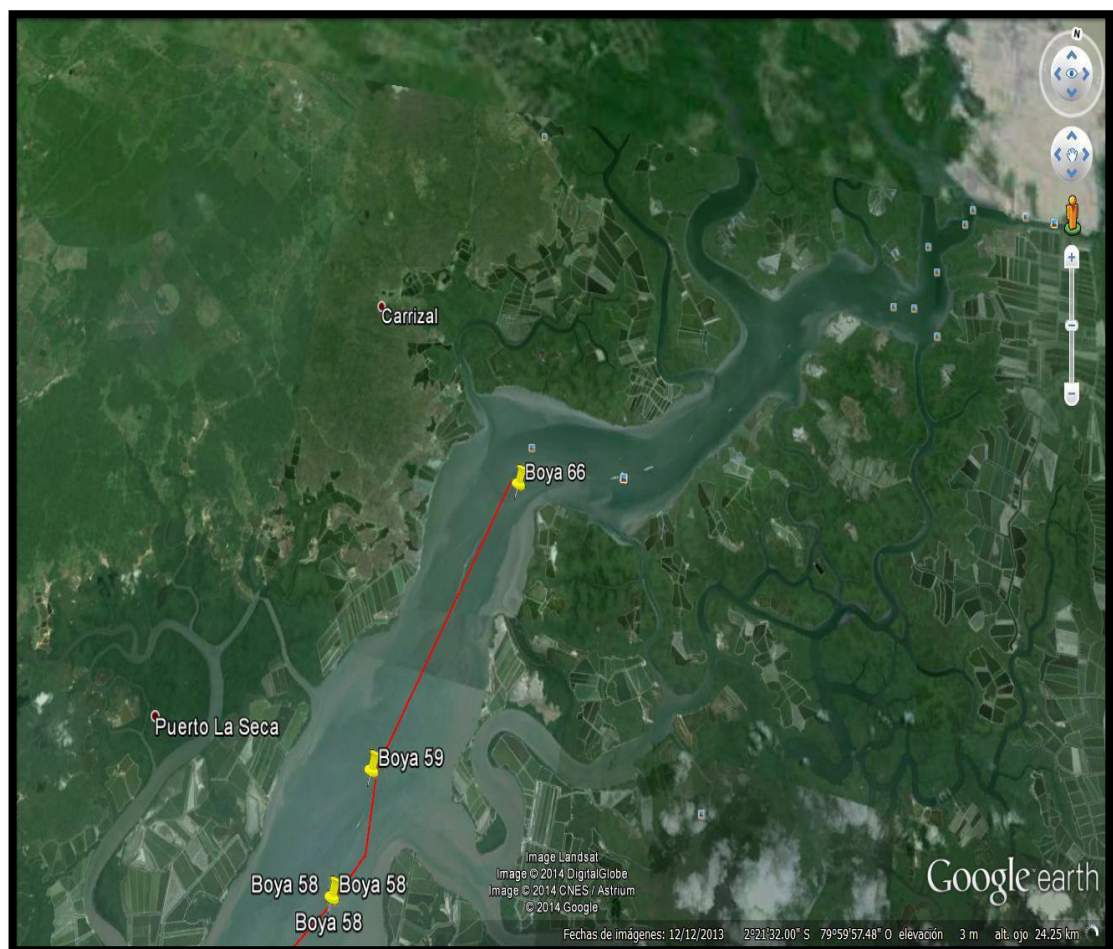 N
Carrizal
Boya 66
Puerto La Seca
Boya 59
Boya 58 Boya 58
Boya 58
Image Landsat
Image © 2014 DigitalGlobe
Image © 2014 CNES / Astrium
© 2014 Google
Google earth
Fechas de imágenes: 12/12/2013 2°21'32.00" S 79°59'57.48" O elevación 3 m alt. ojo 24.25 km